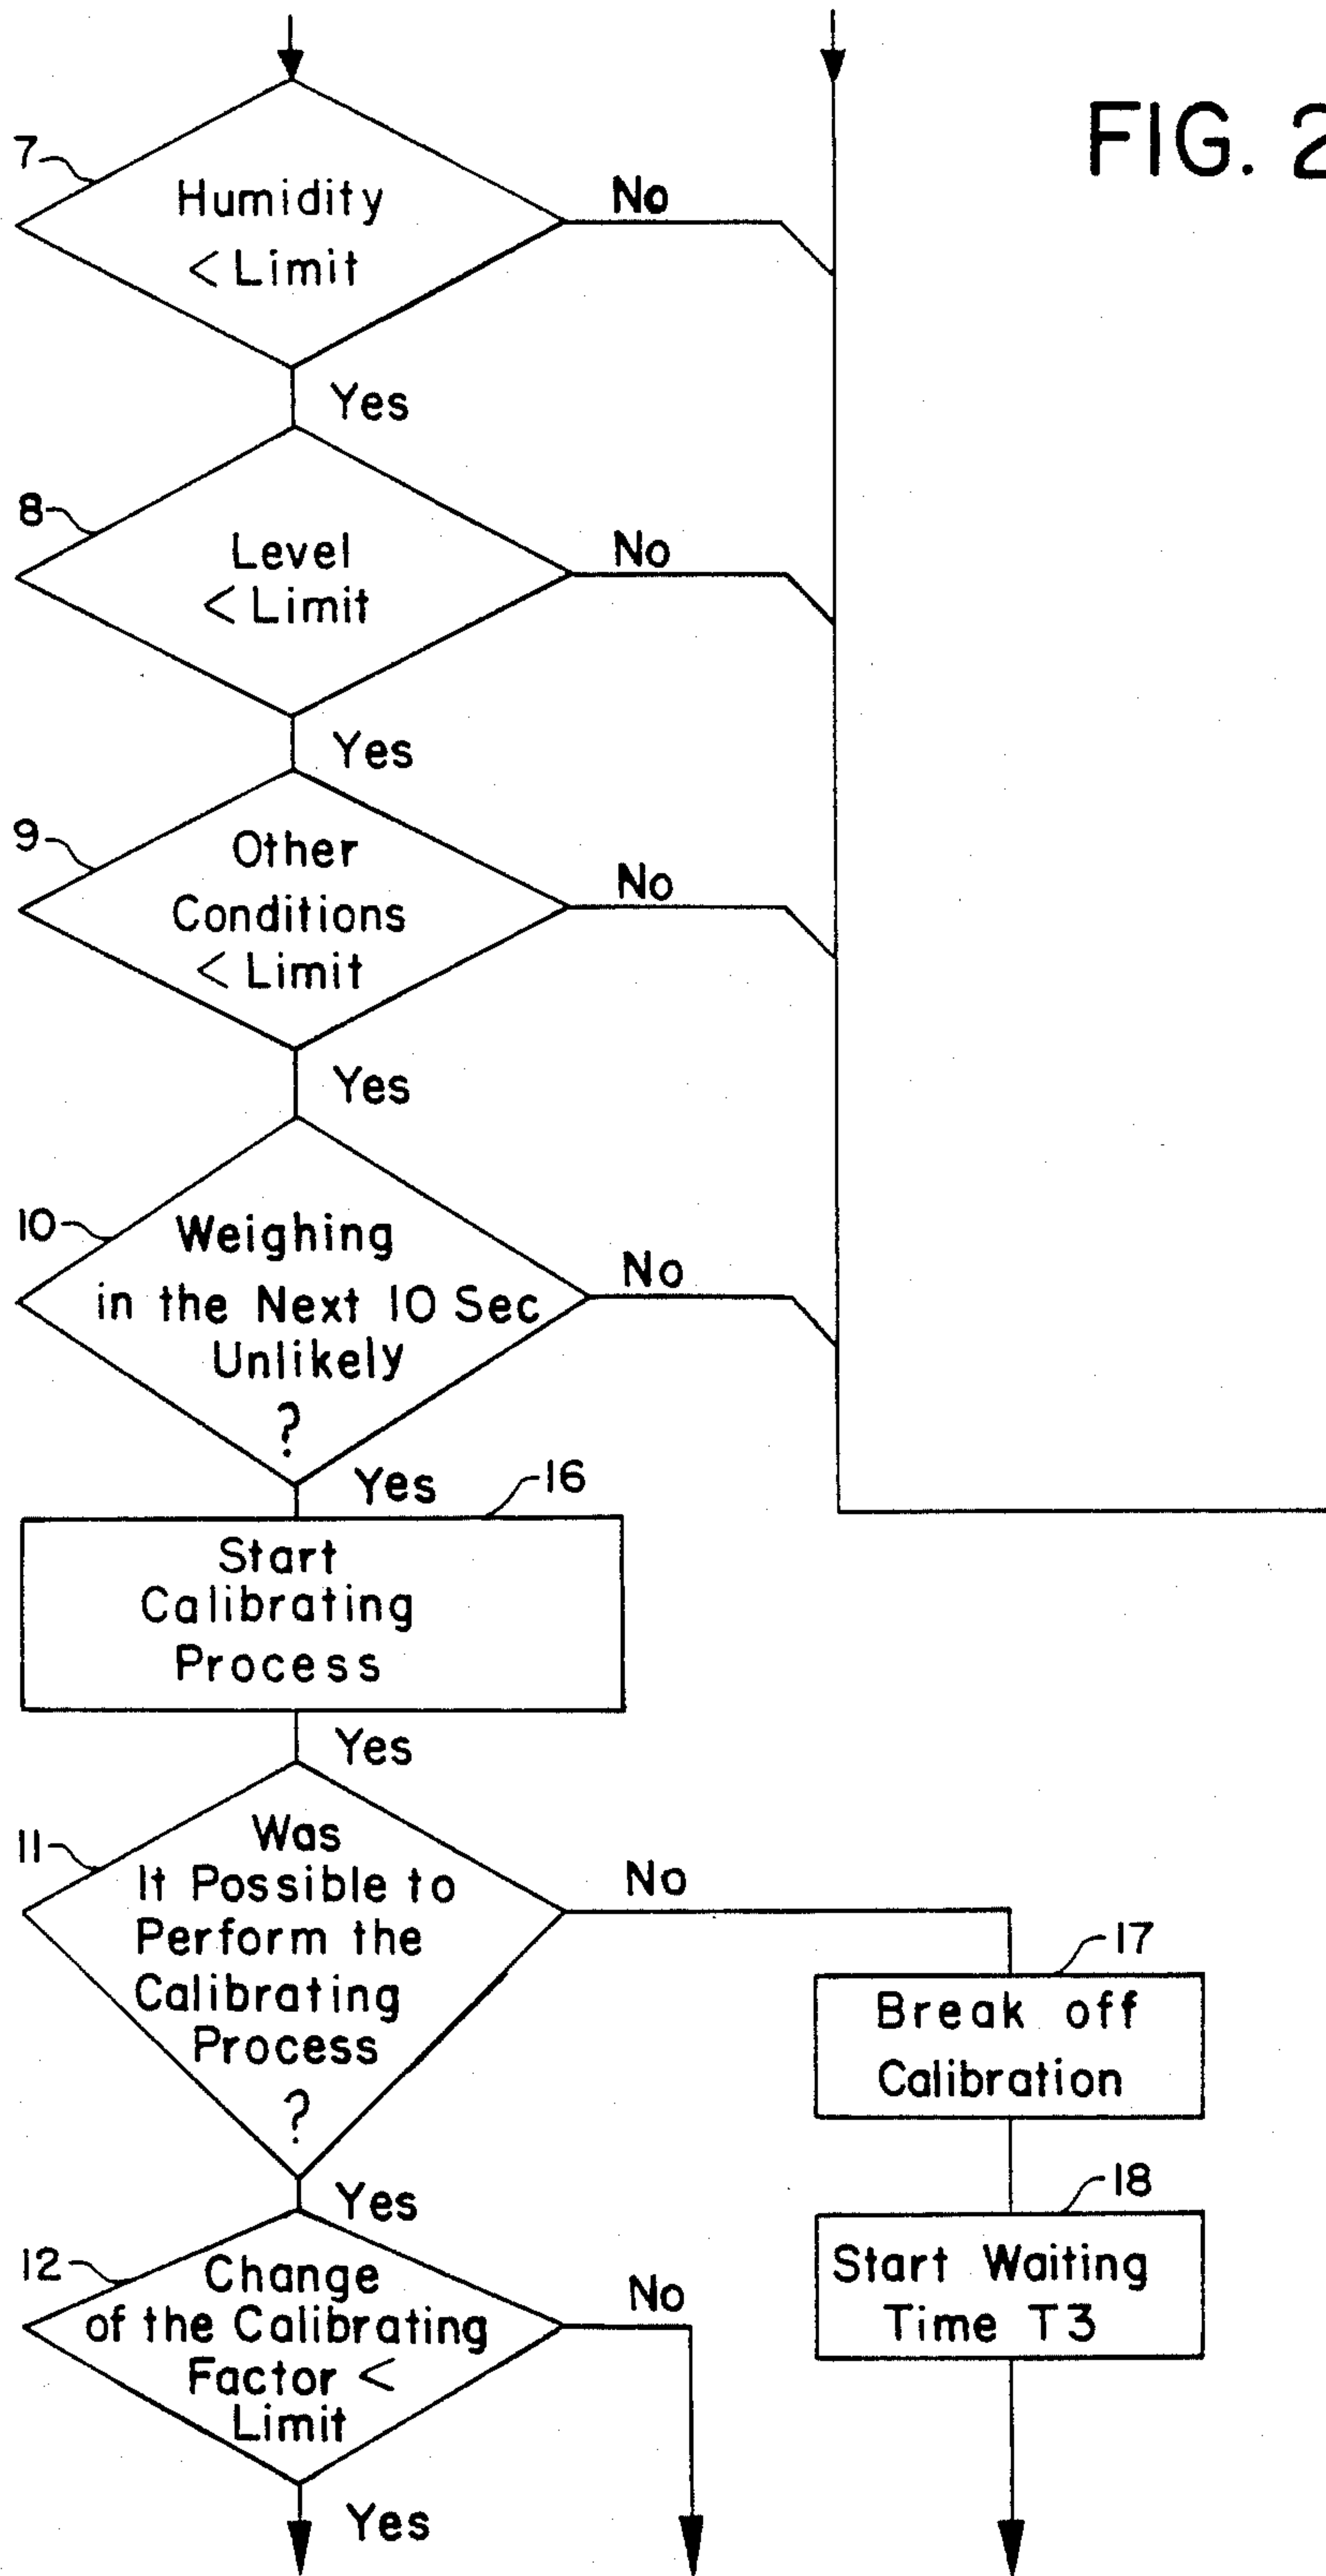 FIG. 2
7
Humidity
< Limit
No
Yes
8
Level
< Limit
No
Yes
9
Other
Conditions
< Limit
No
Yes
10
Weighing
in the Next 10 Sec
Unlikely
?
No
Yes
16
Start
Calibrating
Process
Yes
11
Was
It Possible to
Perform the
Calibrating
Process
?
No
17
Break off
Calibration
Yes
18
Start Waiting
Time T3
12
Change
of the Calibrating
Factor <
Limit
No
Yes